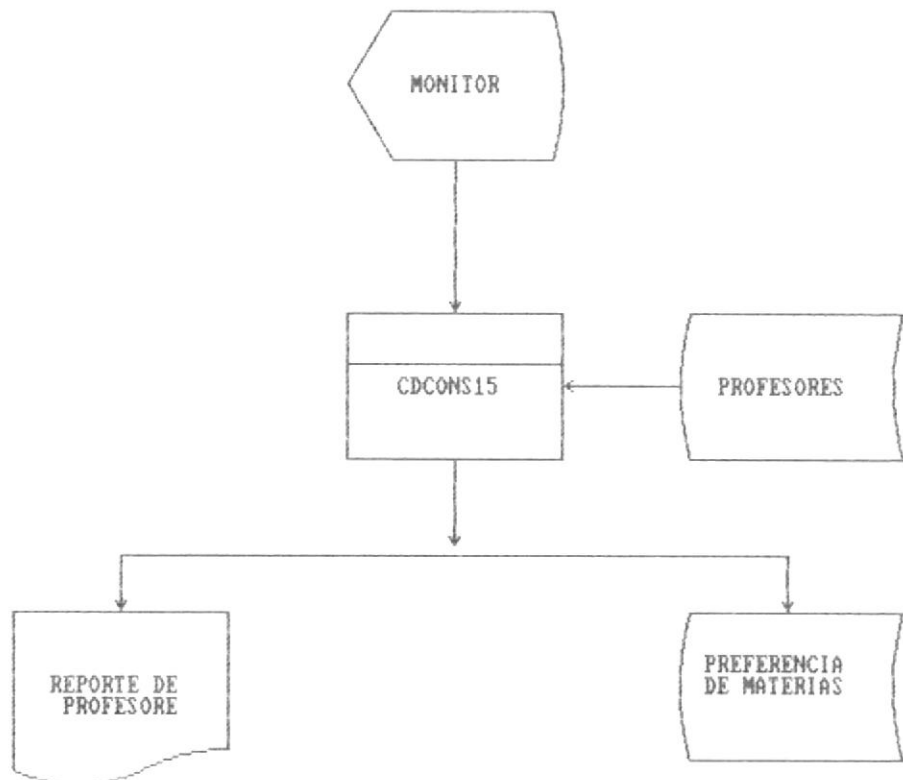 MONITOR
CDCONS15
PROFESORES
REPORTE DE
PROFESORE
PREFERENCIA
DE MATERIAS